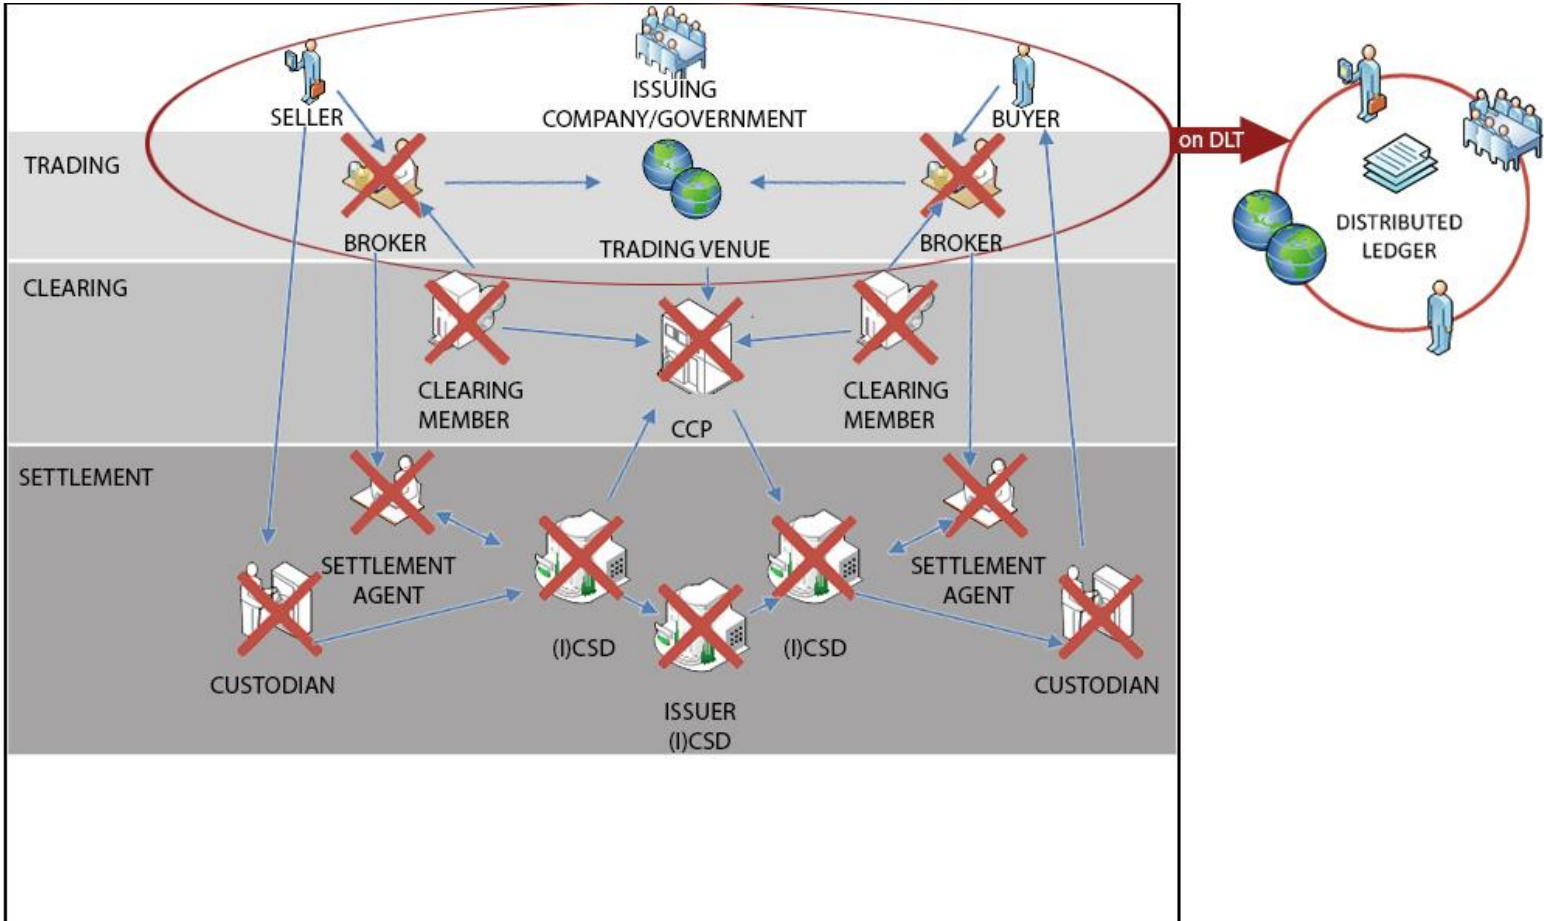 ISSUING
COMPANY/GOVERNMENT
SELLER
BUYER
on DLT
TRADING
BROKER
TRADING VENUE
BROKER
DISTRIBUTED
LEDGER
CLEARING
CLEARING
MEMBER
CCP
CLEARING
MEMBER
SETTLEMENT
SETTLEMENT
AGENT
SETTLEMENT
AGENT
(I)CSD
(I)CSD
CUSTODIAN
CUSTODIAN
ISSUER
(I)CSD